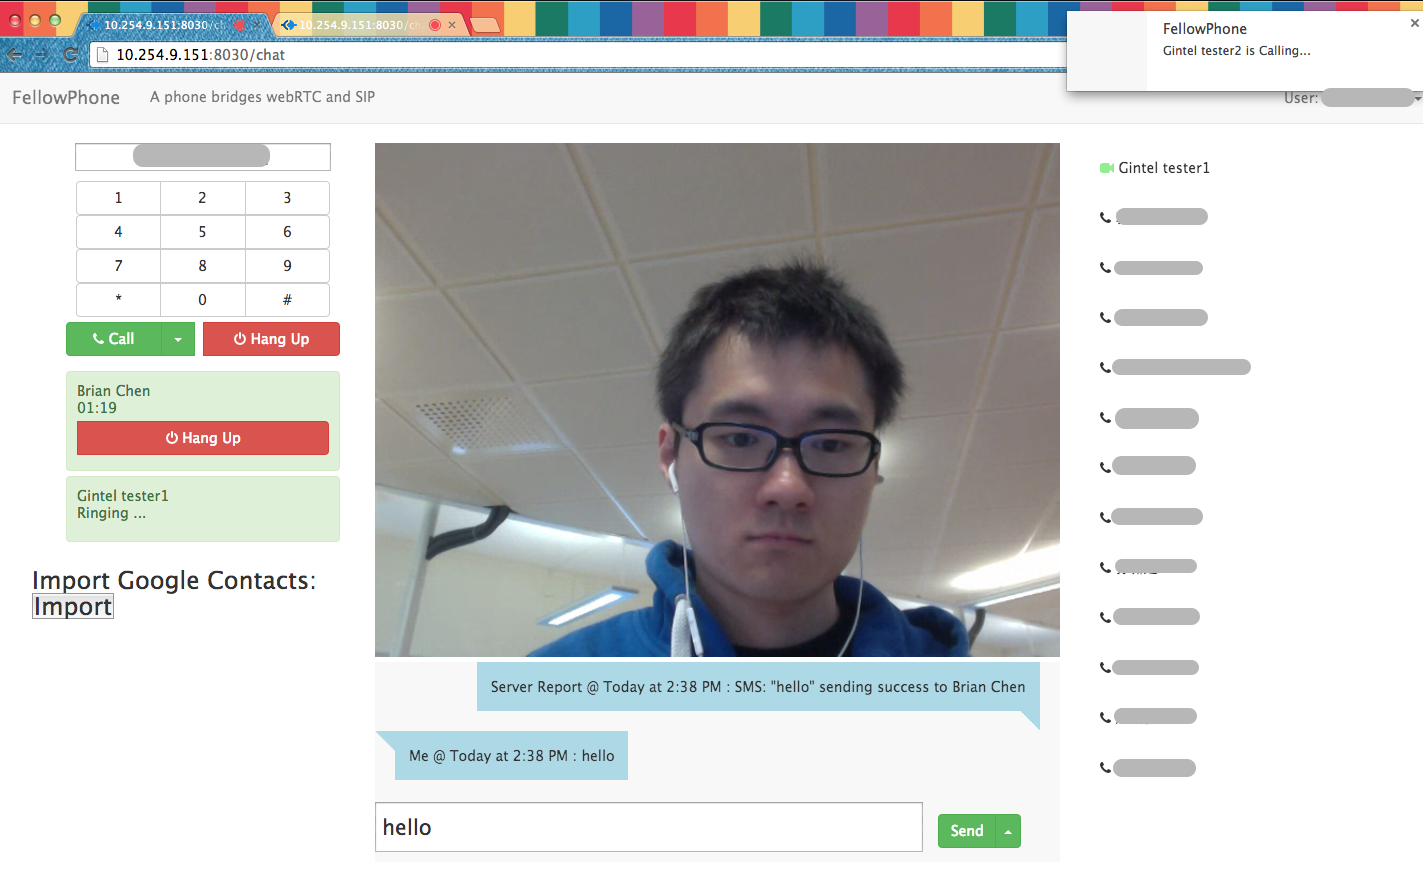 10.254.9.151:8030/
10.254.9.151:8030/ch
10.254.9.151:8030/chat
FellowPhone
Gintel tester2 is Calling...
FellowPhone
A phone bridges webRTC and SIP
User:
1 2 3
4 5 6
7 8 9
* 0 #
Call
Hang Up
Brian Chen
01:19
Hang Up
Gintel tester1
Ringing ...
Import Google Contacts:
Import
Gintel tester1
Server Report @ Today at 2:38 PM : SMS: "hello" sending success to Brian Chen
Me @ Today at 2:38 PM : hello
hello
Send